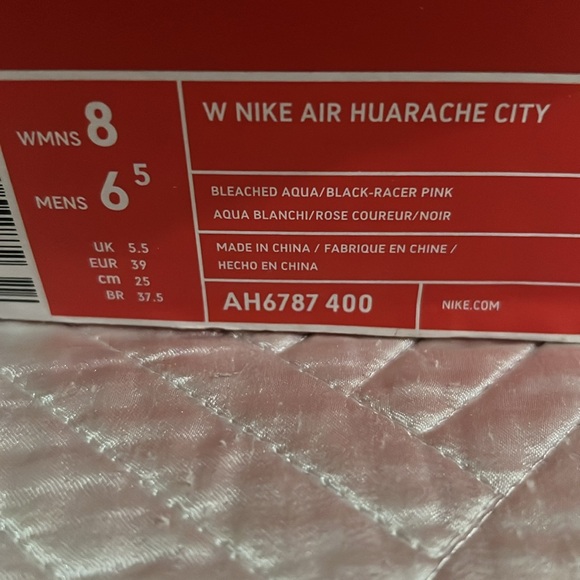 WMNS 8
MENS 6 5
UK 5.5
EUR 39
cm 25
BR 37.5
W NIKE AIR HUARACHE CITY
BLEACHED AQUA/BLACK-RACER PINK
AQUA BLANCHI/ROSE COUREUR/NOIR
MADE IN CHINA / FABRIQUE EN CHINE /
HECHO EN CHINA
AH6787 400
NIKE.COM